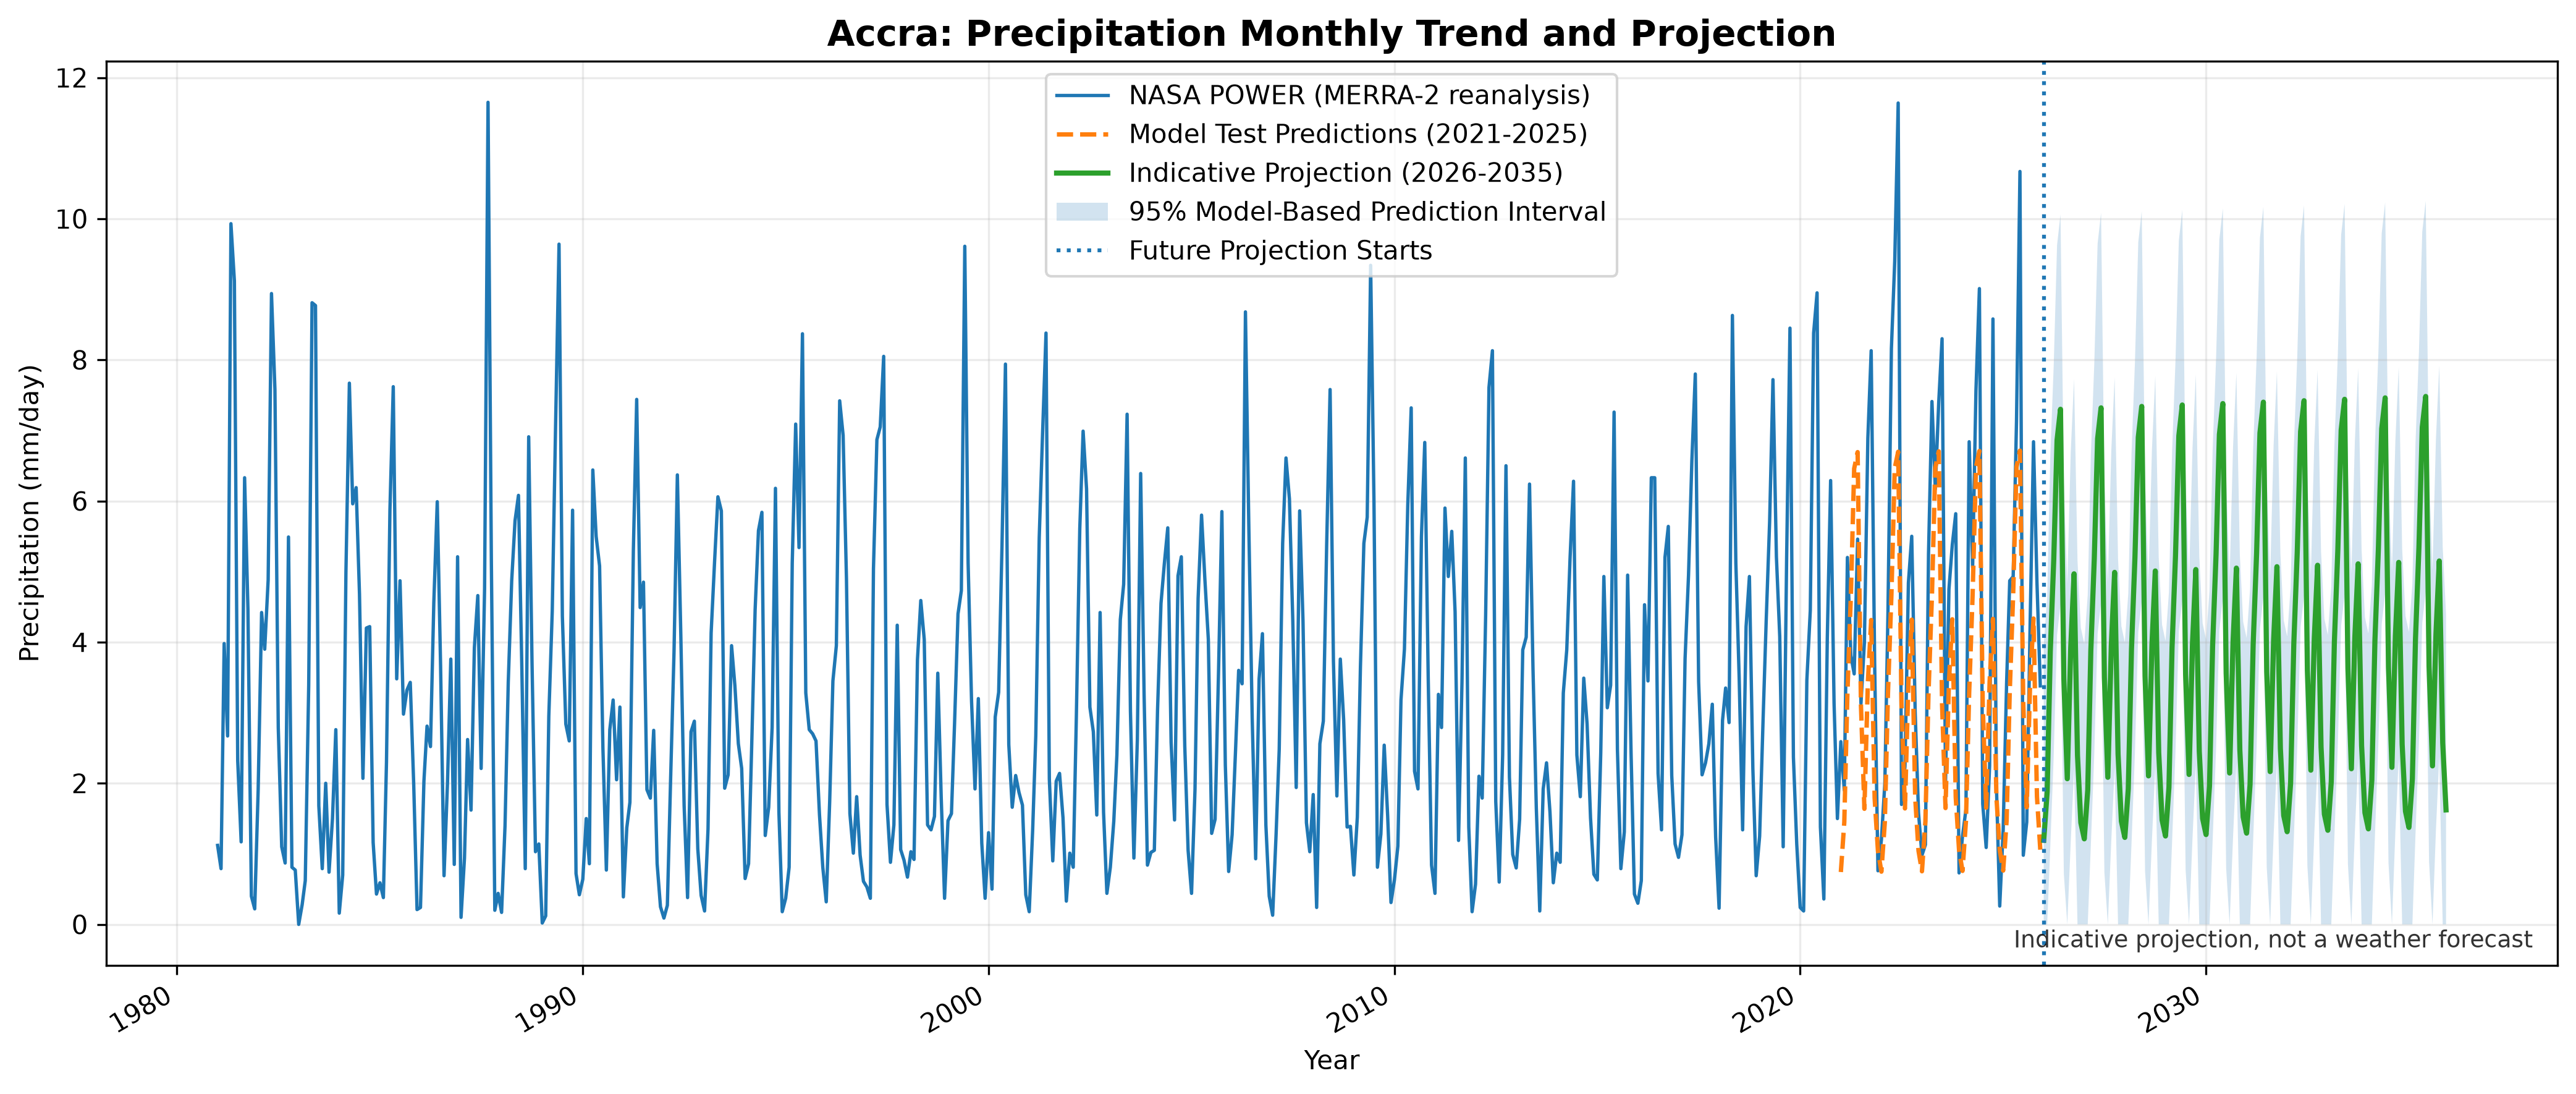 Accra: Precipitation Monthly Trend and Projection
12
10
8
6
4
2
0
Precipitation (mm/day)
NASA POWER (MERRA-2 reanalysis)
Model Test Predictions (2021-2025)
Indicative Projection (2026-2035)
95% Model-Based Prediction Interval
Future Projection Starts
Indicative projection, not a weather forecast
1980
1990
2000
2010
2020
2030
Year